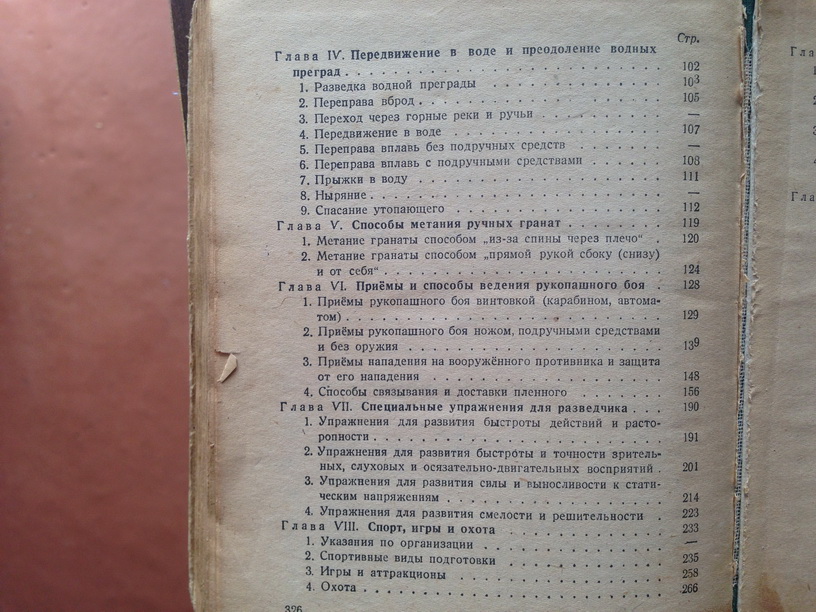 Стр.
Глава IV. Передвижение в воде и преодоление водных
преград . . . . . . . . . . . . . . . . . . . . . . . 102
1. Разведка водной преграды . . . . . . . . . . . . . 103
2. Переправа вброд . . . . . . . . . . . . . . . . . . 105
3. Переход через горные реки и ручьи . . . . . . . . . —
4. Передвижение в воде . . . . . . . . . . . . . . . . 107
5. Переправа вплавь без подручных средств . . . . . . . —
6. Переправа вплавь с подручными средствами . . . . . . 108
7. Прыжки в воду . . . . . . . . . . . . . . . . . . . 111
8. Ныряние . . . . . . . . . . . . . . . . . . . . . . —
9. Спасание утопающего . . . . . . . . . . . . . . . . 112
Глава V. Способы метания ручных гранат . . . . . . . . 119
1. Метание гранаты способом „из-за спины через плечо“ . 120
2. Метание гранаты способом „прямой рукой сбоку (снизу)
и от себя“ . . . . . . . . . . . . . . . . . . . . . . 124
Глава VI. Приёмы и способы ведения рукопашного боя . 128
1. Приёмы рукопашного боя винтовкой (карабином, автома-
том) . . . . . . . . . . . . . . . . . . . . . . . . . 129
2. Приёмы рукопашного боя ножом, подручными средствами
и без оружия . . . . . . . . . . . . . . . . . . . . . 139
3. Приёмы нападения на вооружённого противника и защита
от его нападения . . . . . . . . . . . . . . . . . . . 148
4. Способы связывания и доставки пленного . . . . . . . 156
Глава VII. Специальные упражнения для разведчика . . . 190
1. Упражнения для развития быстроты действий и расто-
ропности . . . . . . . . . . . . . . . . . . . . . . . 191
2. Упражнения для развития быстроты и точности зритель-
ных, слуховых и осязательно-двигательных восприятий . 201
3. Упражнения для развития силы и выносливости к стати-
ческим напряжениям . . . . . . . . . . . . . . . . . . 214
4. Упражнения для развития смелости и решительности . 223
Глава VIII. Спорт, игры и охота . . . . . . . . . . . . 233
1. Указания по организации . . . . . . . . . . . . . . —
2. Спортивные виды подготовки . . . . . . . . . . . . . 235
3. Игры и аттракционы . . . . . . . . . . . . . . . . . 258
4. Охота . . . . . . . . . . . . . . . . . . . . . . . 266
326